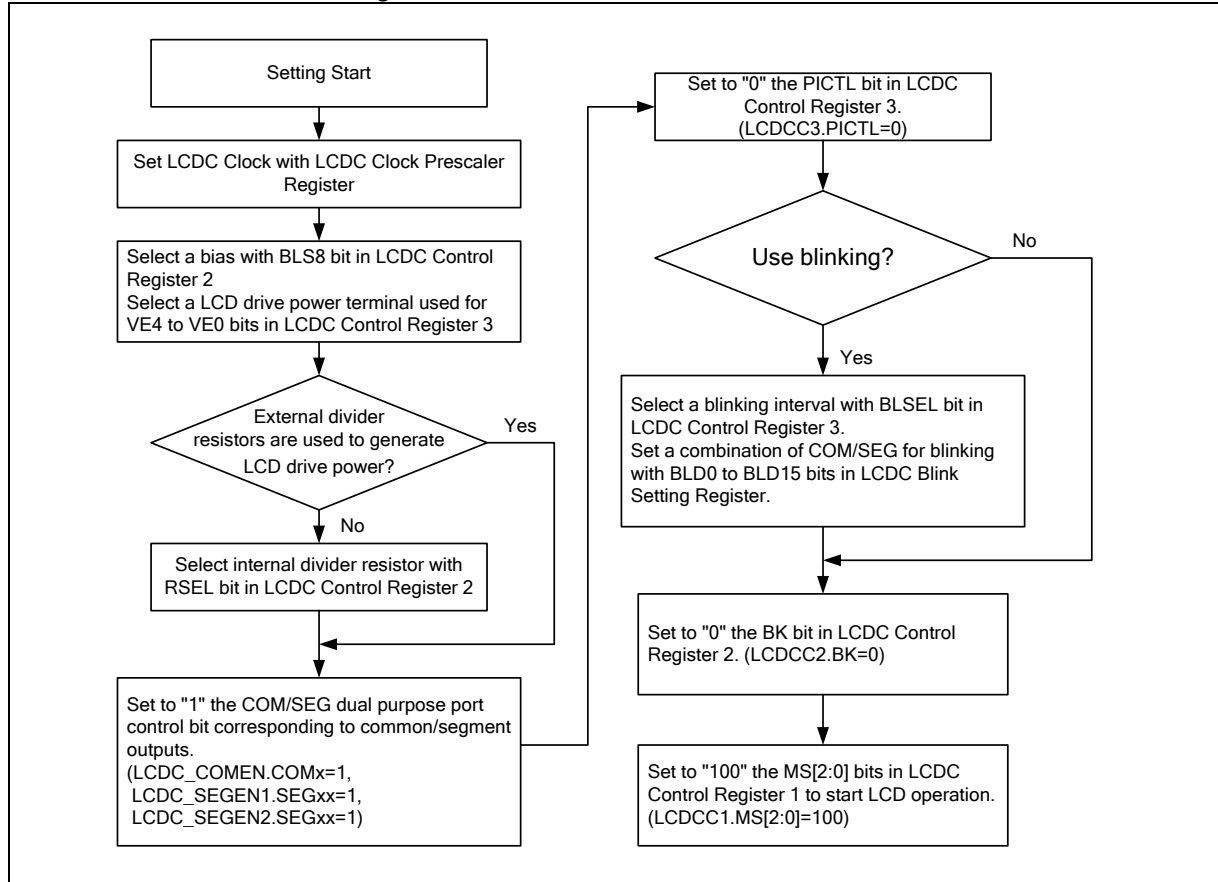 Setting Start
Set LCDC Clock with LCDC Clock Prescaler
Register
Select a bias with BLS8 bit in LCDC Control
Register 2
Select a LCD drive power terminal used for
VE4 to VE0 bits in LCDC Control Register 3
External divider
resistors are used to generate
LCD drive power?
Yes
No
Select internal divider resistor with
RSEL bit in LCDC Control Register 2
Set to "1" the COM/SEG dual purpose port
control bit corresponding to common/segment
outputs.
(LCDC_COMEN.COMx=1,
LCDC_SEGEN1.SEGxx=1,
LCDC_SEGEN2.SEGxx=1)
Set to "0" the PICTL bit in LCDC
Control Register 3.
(LCDCC3.PICTL=0)
Use blinking?
No
Yes
Select a blinking interval with BLSEL bit in
LCDC Control Register 3.
Set a combination of COM/SEG for blinking
with BLD0 to BLD15 bits in LCDC Blink
Setting Register.
Set to "0" the BK bit in LCDC Control
Register 2. (LCDCC2.BK=0)
Set to "100" the MS[2:0] bits in LCDC
Control Register 1 to start LCD operation.
(LCDCC1.MS[2:0]=100)